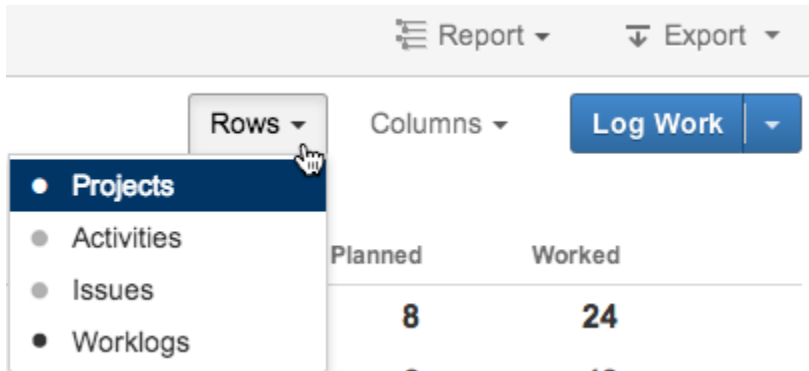 Report Export
Rows Columns Log Work
Projects
Activities
Planned Worked
Issues
8 24
Worklogs